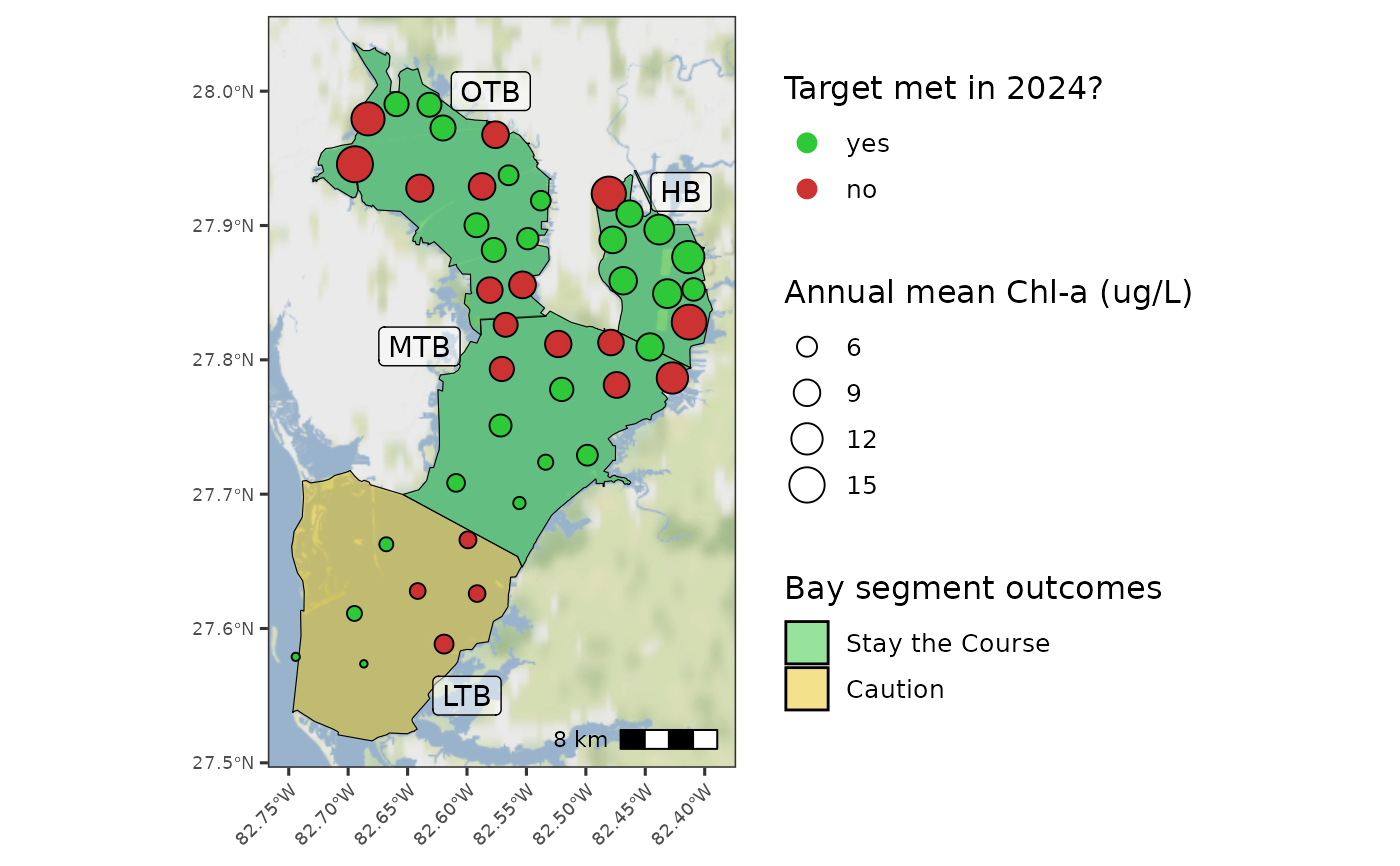 28.0°N
27.9°N
27.8°N
27.7°N
27.6°N
27.5°N
OTB
HB
MTB
LTB
8 km
82.75°W
82.70°W
82.65°W
82.60°W
82.55°W
82.50°W
82.45°W
82.40°W
Target met in 2024?
yes
no
Annual mean Chl-a (ug/L)
6
9
12
15
Bay segment outcomes
Stay the Course
Caution